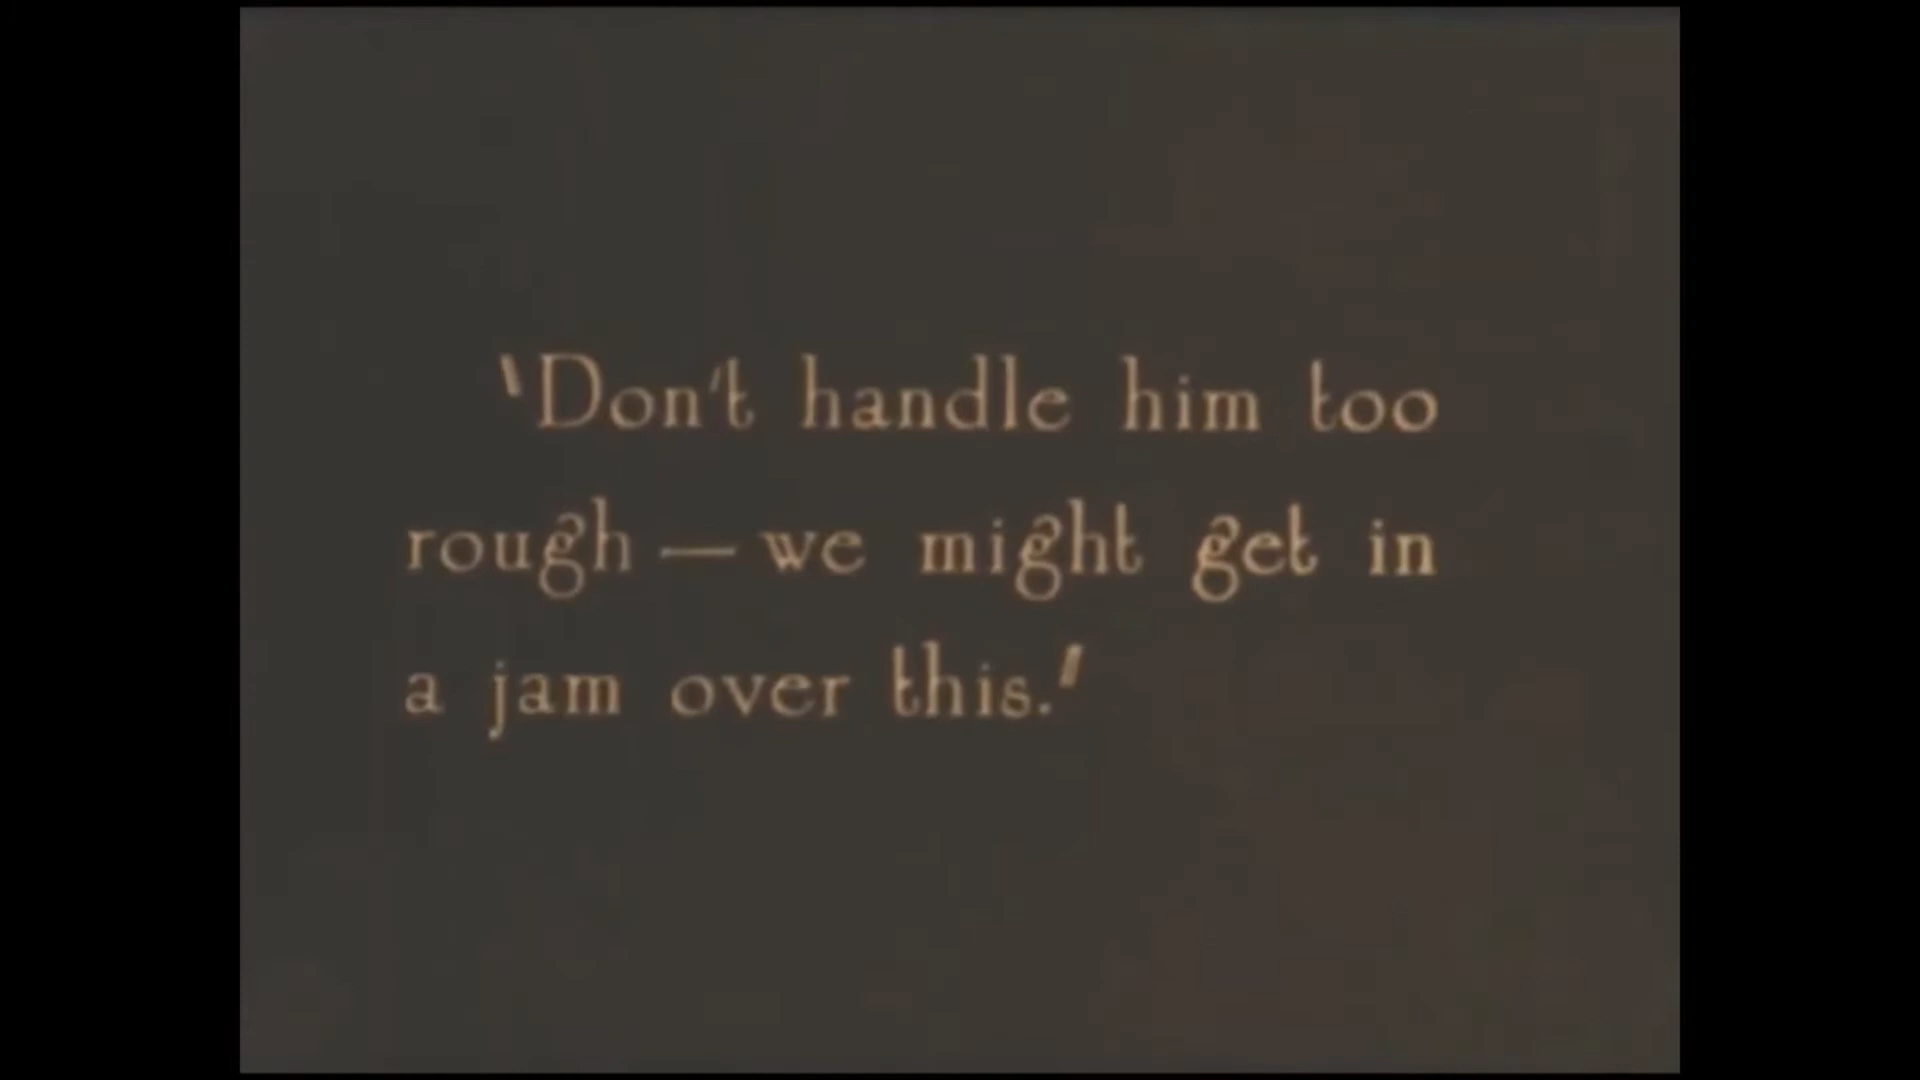 "Don't handle him too
rough — we might get in
a jam over this."